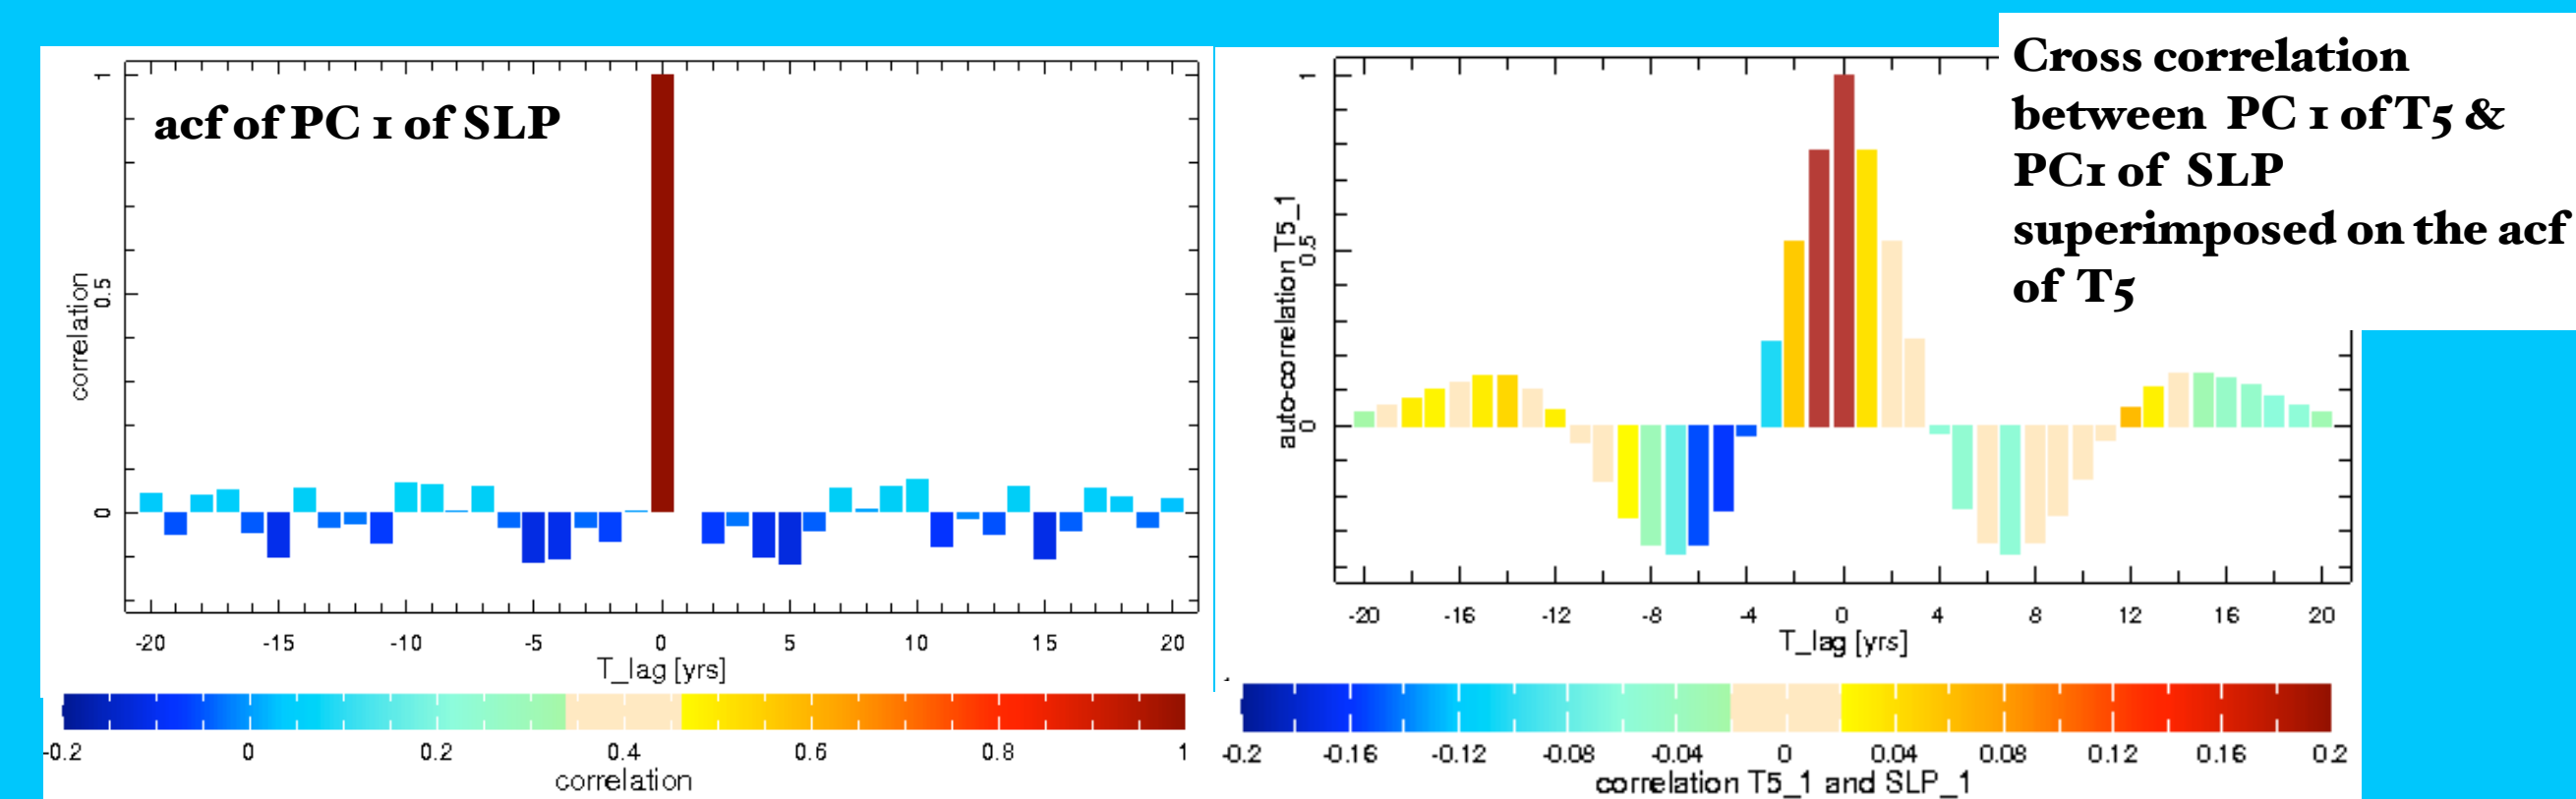 acf of PC 1 of SLP
1
0.5
0
correlation
-20 -15 -10 -5 0 5 10 15 20
T_lag [yrs]
-0.2 0 0.2 0.4 0.6 0.8 1
correlation
Cross correlation
between PC 1 of T5 &
PC1 of SLP
superimposed on the acf
of T5
1
0.5
0
auto-correlation T5_1
-20 -16 -12 -8 -4 0 4 8 12 16 20
T_lag [yrs]
-0.2 -0.16 -0.12 -0.08 -0.04 0 0.04 0.08 0.12 0.16 0.2
correlation T5_1 and SLP_1